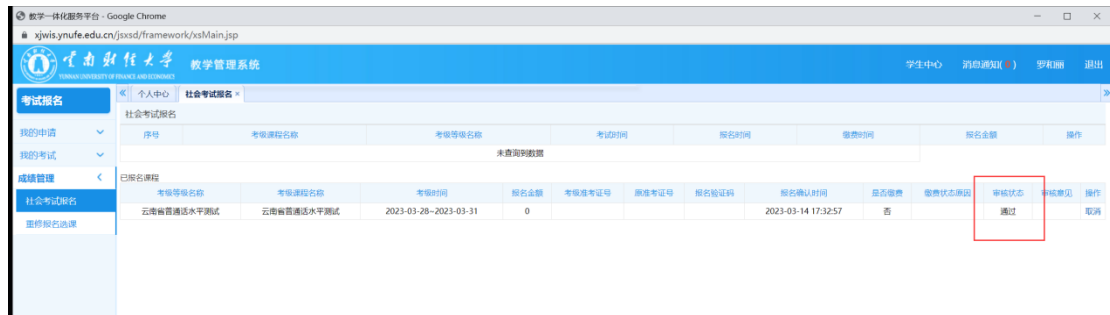 教学一体化服务平台 - Google Chrome
xjwis.ynufe.edu.cn/jsxsd/framework/xsMain.jsp
云南财经大学 教学管理系统 学生中心 消息通知( ) 罗和丽 退出
YUNNAN UNIVERSITY OF FINANCE AND ECONOMICS
考试报名
个人中心 社会考试报名 ×
社会考试报名
我的申请
序号 考级课程名称 考级等级名称 考试时间 报名时间 缴费时间 报名金额 操作
我的考试
未查询到数据
成绩管理
已报名课程
社会考试报名
考级等级名称 考级课程名称 考级时间 报名金额 考级准考证号 原准考证号 报名验证码 报名确认时间 是否缴费 缴费状态原因 审核状态 审核意见 操作
云南省普通话水平测试 云南省普通话水平测试 2023-03-28~2023-03-31 0 2023-03-14 17:32:57 否 通过 取消
重修报名选课